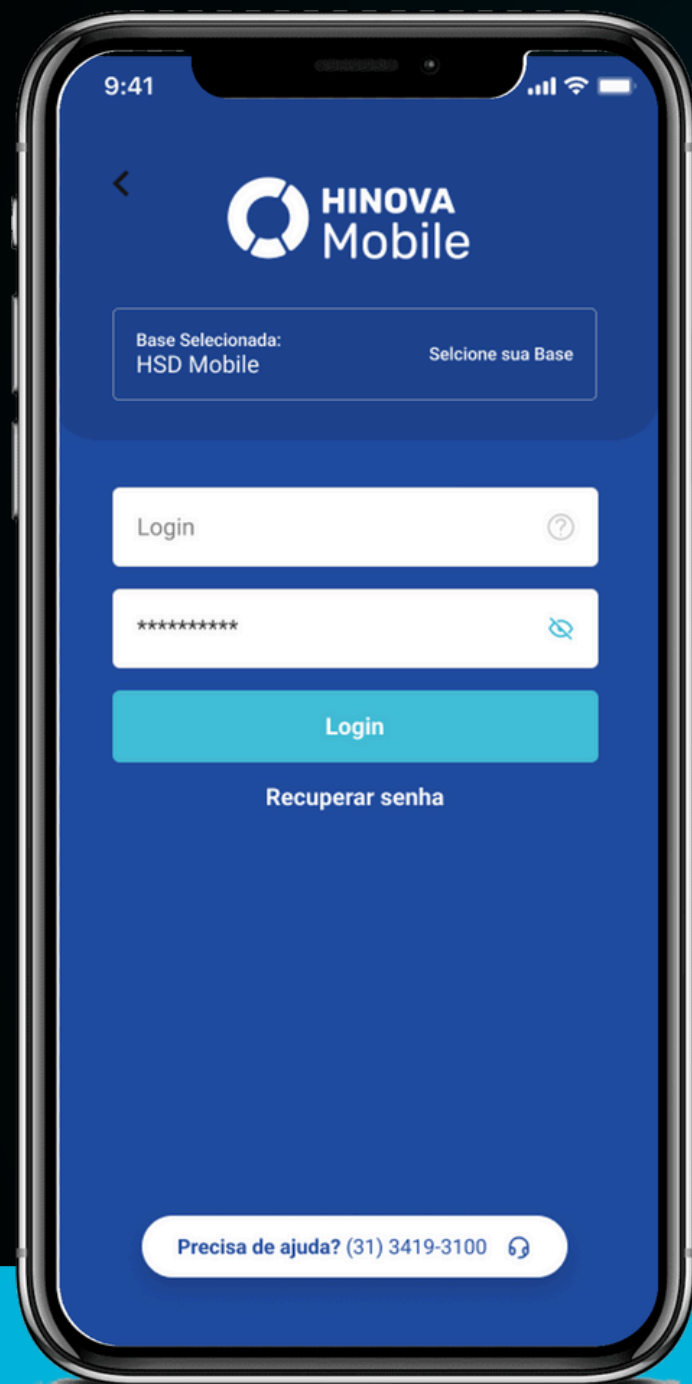 9:41
HINOVA
Mobile
Base Selecionada:
HSD Mobile
Selcione sua Base
Login
**********
Login
Recuperar senha
Precisa de ajuda? (31) 3419-3100